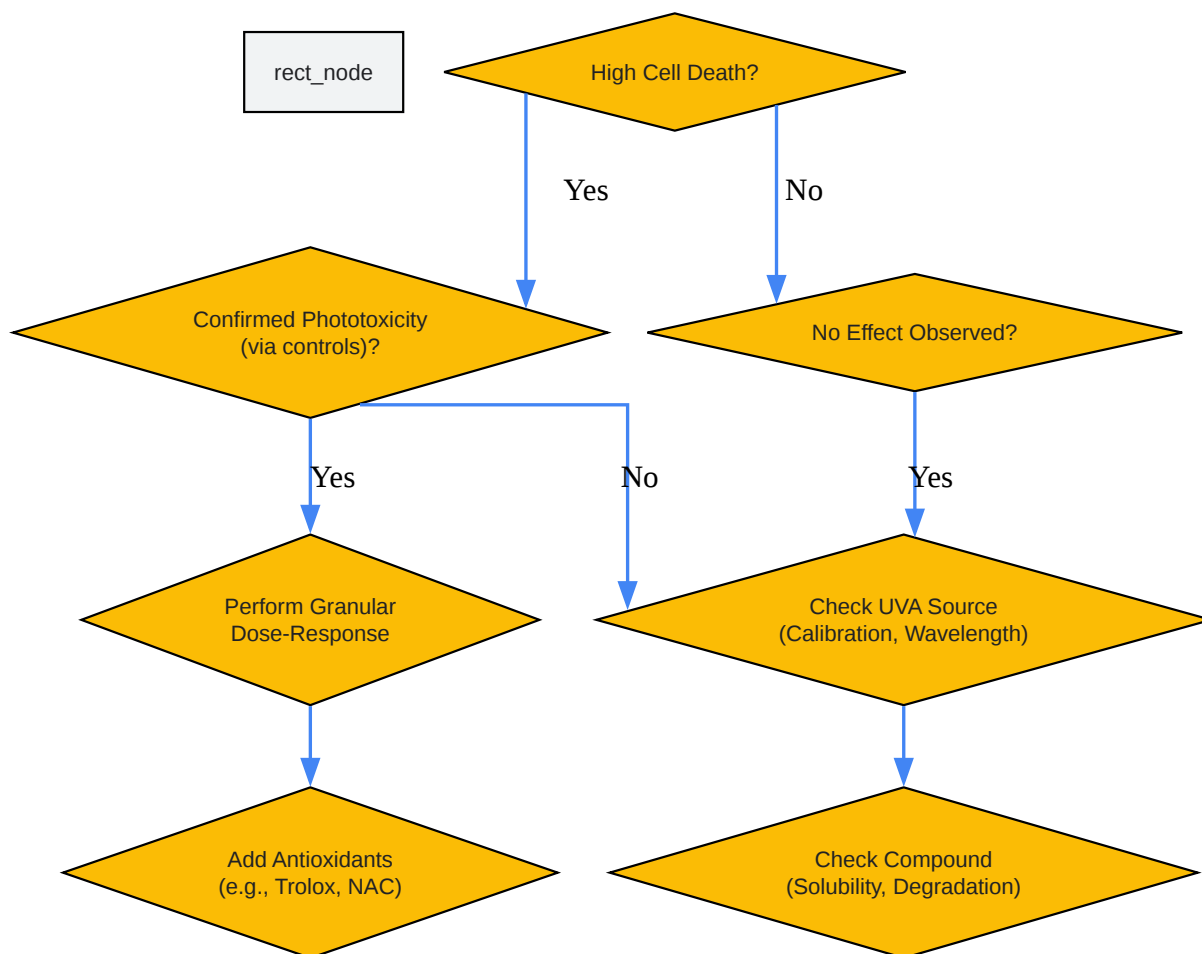 rect_node
High Cell Death?
Yes
No
Confirmed Phototoxicity
(via controls)?
No Effect Observed?
Yes
No
Yes
Perform Granular
Dose-Response
Check UVA Source
(Calibration, Wavelength)
Add Antioxidants
(e.g., Trolox, NAC)
Check Compound
(Solubility, Degradation)